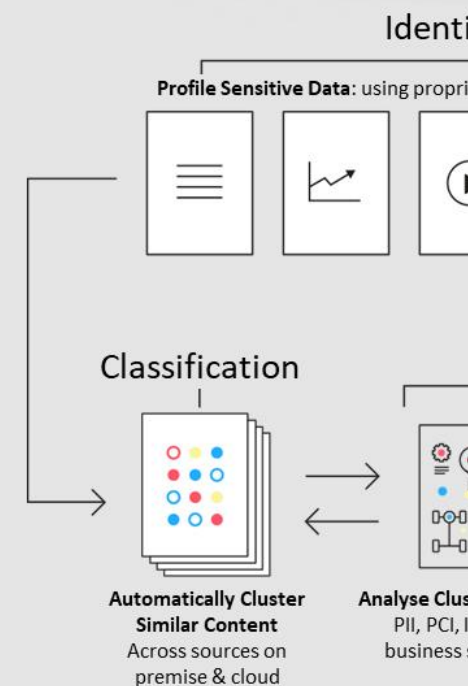 Identi
Profile Sensitive Data: using propri
Classification
Automatically Cluster
Similar Content
Across sources on
premise & cloud
Analyse Clus
PII, PCI, I
business s